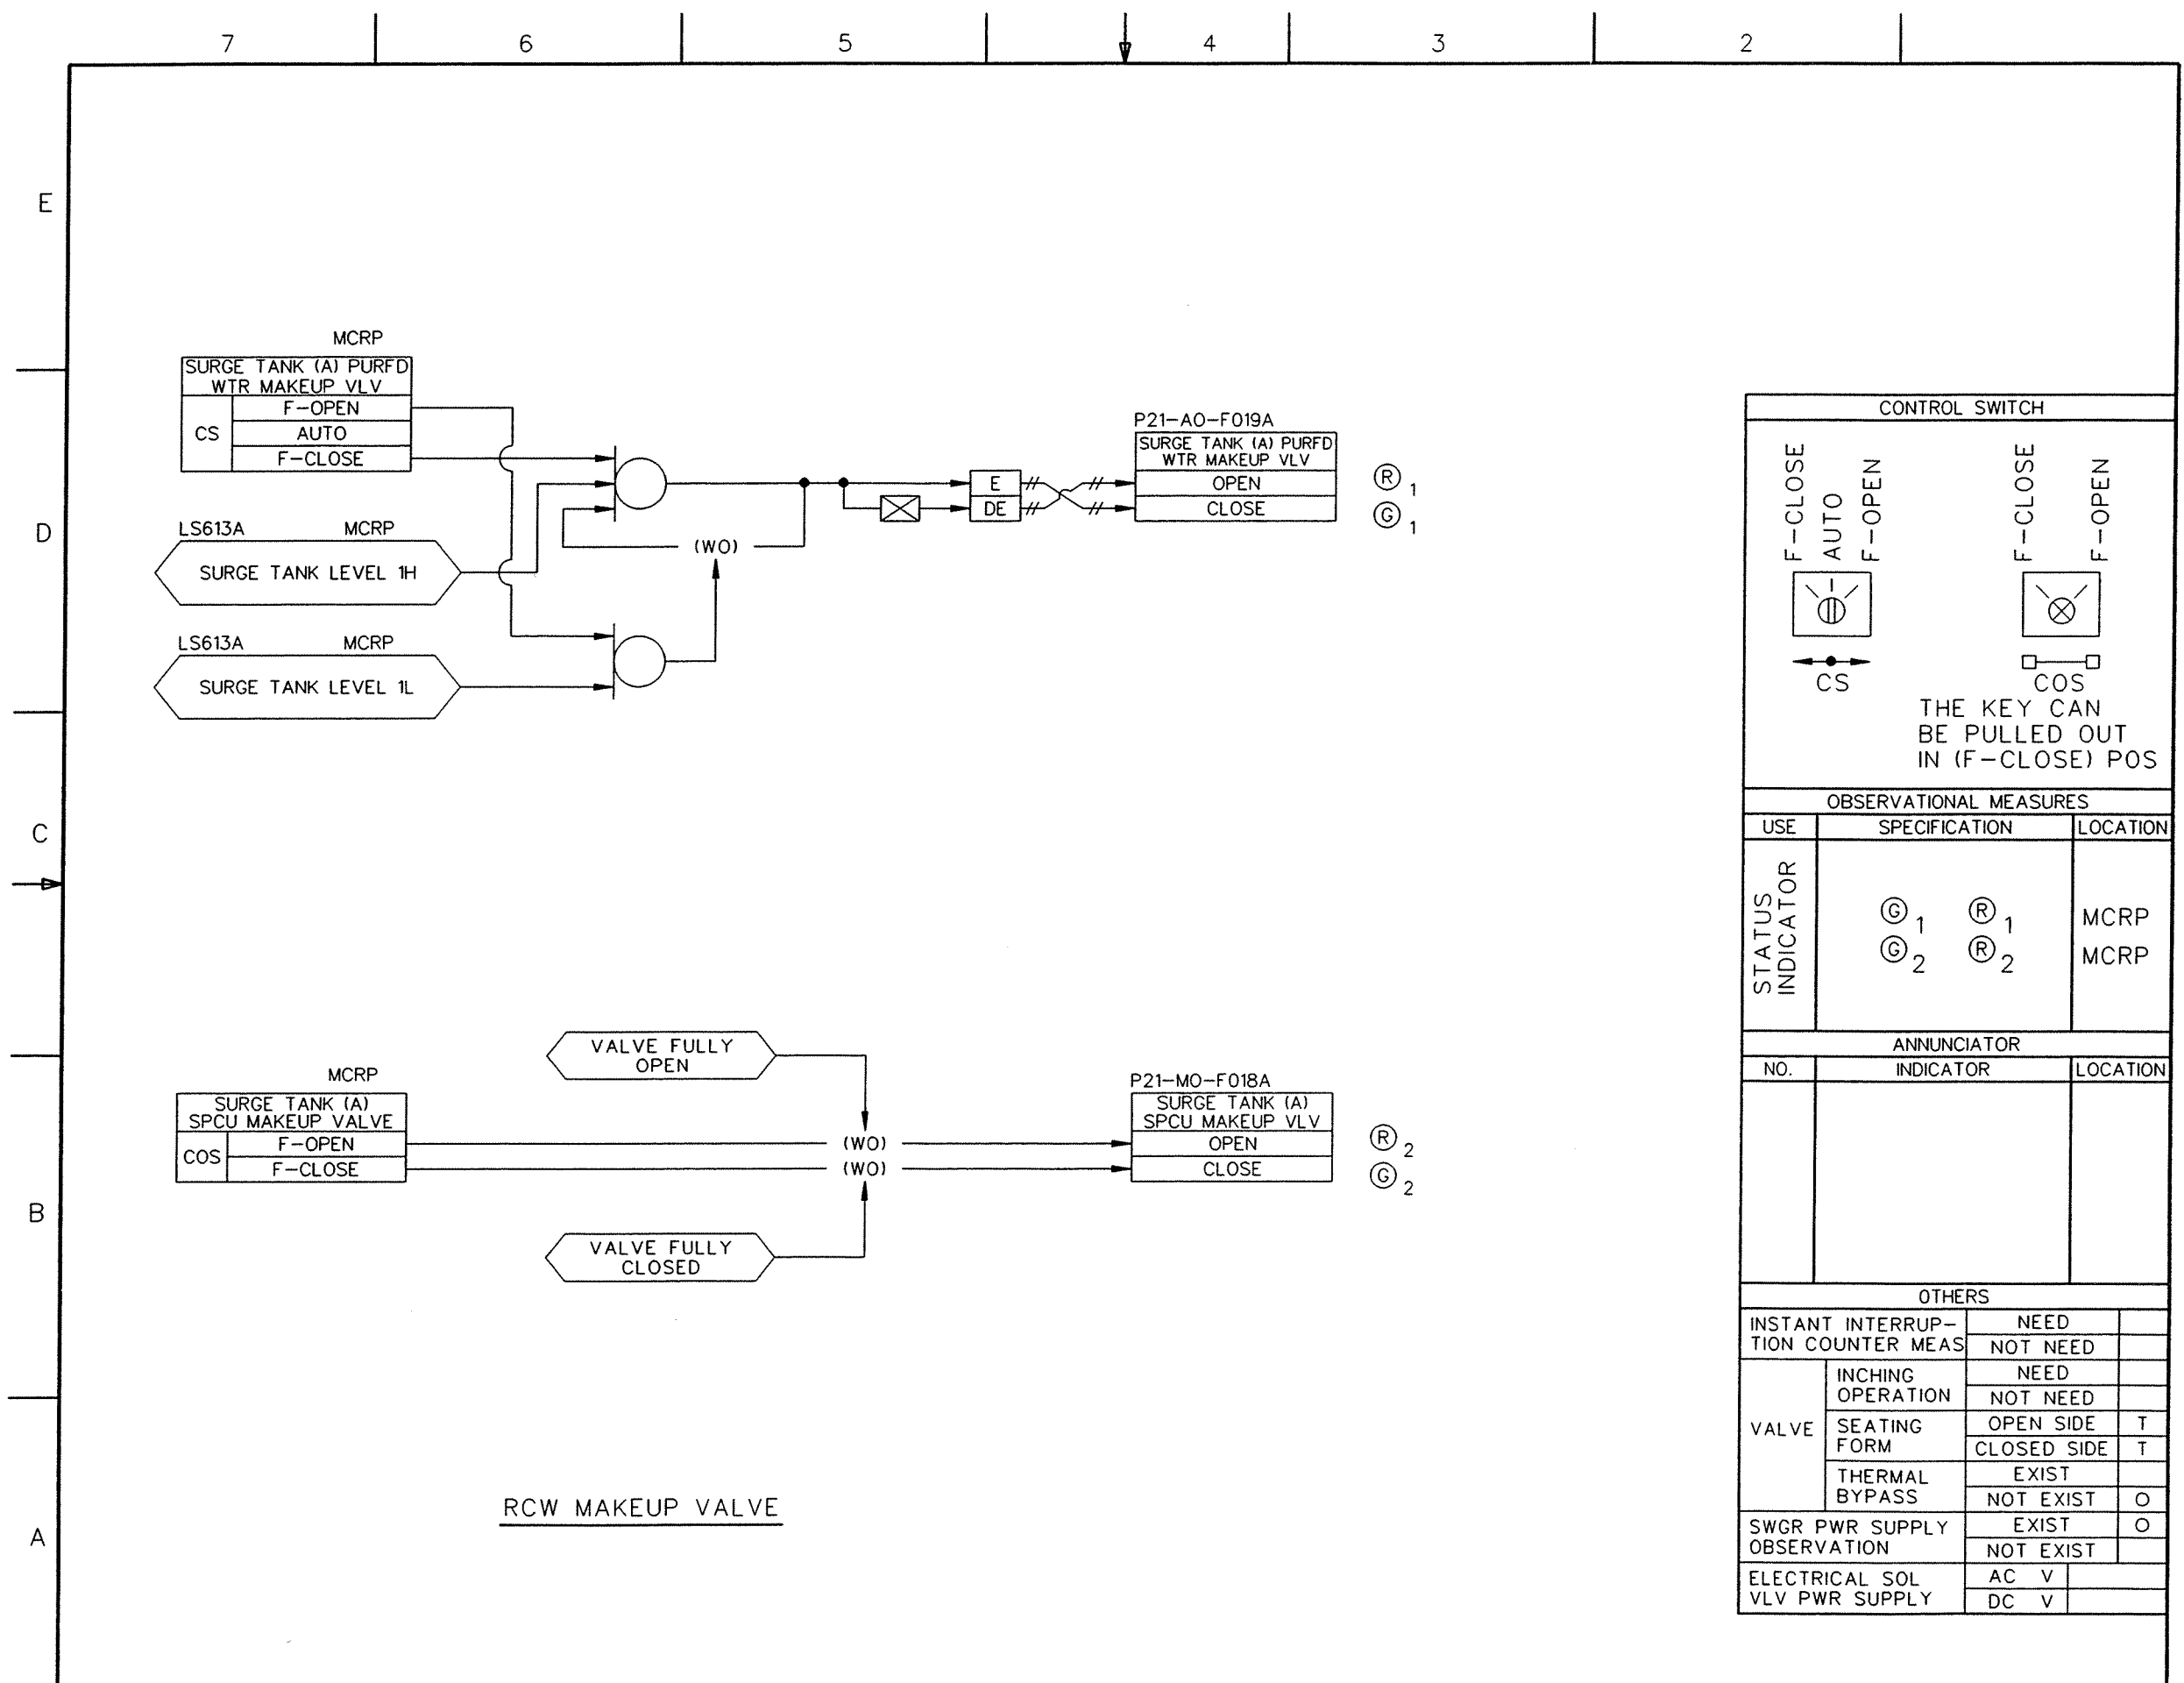 7 6 5 4 3 2
E
D
C
B
A
MCRP
SURGE TANK (A) PURFD
WTR MAKEUP VLV
CS
F-OPEN
AUTO
F-CLOSE
LS613A MCRP
SURGE TANK LEVEL 1H
LS613A MCRP
SURGE TANK LEVEL 1L
(WO)
E
DE
P21-AO-F019A
SURGE TANK (A) PURFD
WTR MAKEUP VLV
OPEN
CLOSE
R 1
G 1
VALVE FULLY
OPEN
MCRP
SURGE TANK (A)
SPCU MAKEUP VALVE
COS
F-OPEN
F-CLOSE
(WO)
(WO)
VALVE FULLY
CLOSED
P21-MO-F018A
SURGE TANK (A)
SPCU MAKEUP VLV
OPEN
CLOSE
R 2
G 2
RCW MAKEUP VALVE
CONTROL SWITCH
F-CLOSE
AUTO
F-OPEN
F-CLOSE
F-OPEN
CS
COS
THE KEY CAN
BE PULLED OUT
IN (F-CLOSE) POS
OBSERVATIONAL MEASURES
USE SPECIFICATION LOCATION
STATUS
INDICATOR
G 1 R 1 MCRP
G 2 R 2 MCRP
ANNUNCIATOR
NO. INDICATOR LOCATION
OTHERS
INSTANT INTERRUP-
TION COUNTER MEAS
NEED
NOT NEED
VALVE
INCHING
OPERATION
NEED
NOT NEED
SEATING
FORM
OPEN SIDE T
CLOSED SIDE T
THERMAL
BYPASS
EXIST
NOT EXIST O
SWGR PWR SUPPLY
OBSERVATION
EXIST O
NOT EXIST
ELECTRICAL SOL
VLV PWR SUPPLY
AC V
DC V